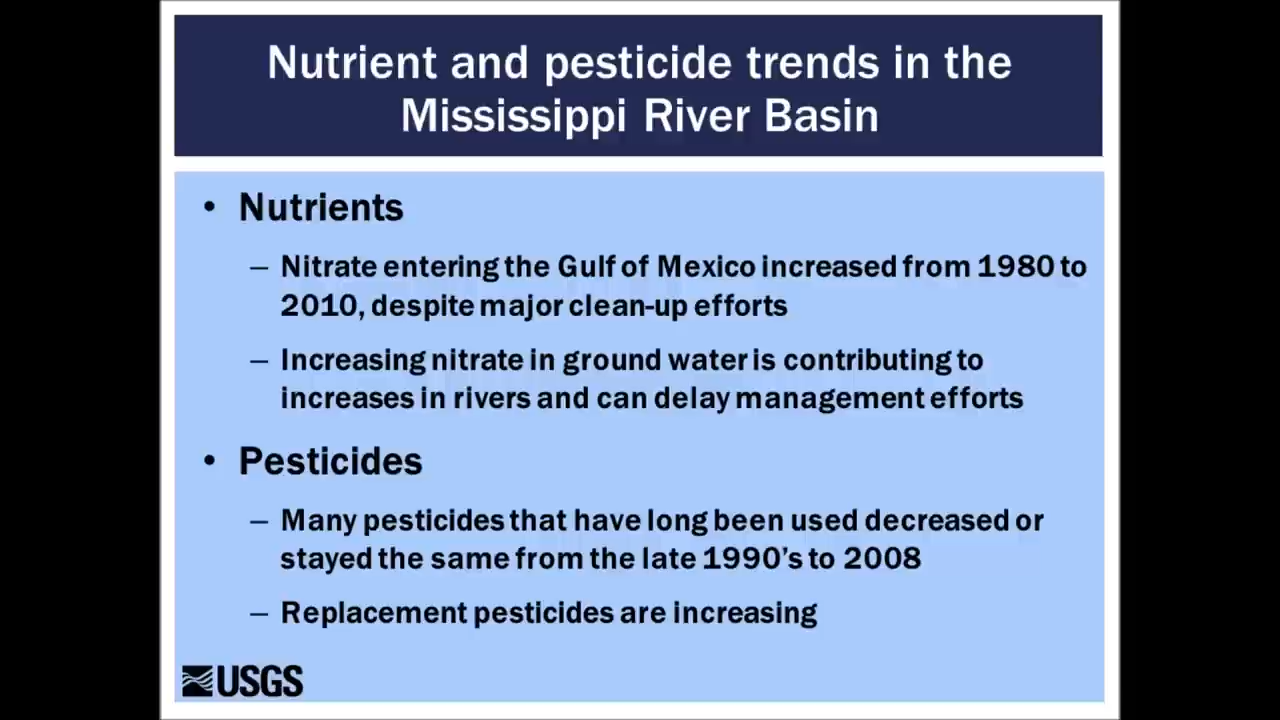 Nutrient and pesticide trends in the
Mississippi River Basin
• Nutrients
– Nitrate entering the Gulf of Mexico increased from 1980 to
2010, despite major clean-up efforts
– Increasing nitrate in ground water is contributing to
increases in rivers and can delay management efforts
• Pesticides
– Many pesticides that have long been used decreased or
stayed the same from the late 1990’s to 2008
– Replacement pesticides are increasing
USGS